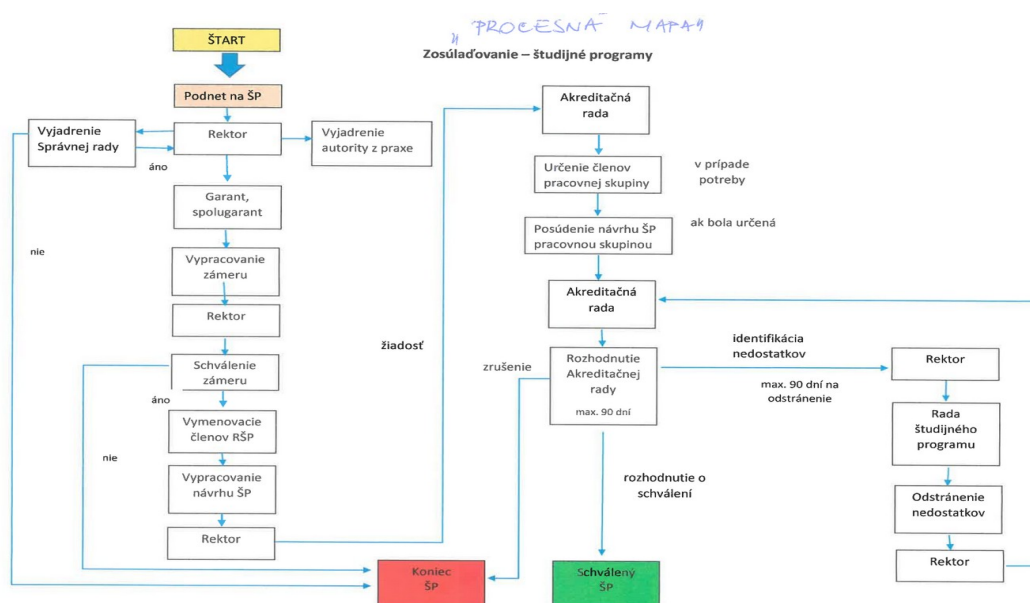 „PROCESNÁ MAPA"
Zosúlaďovanie – študijné programy
ŠTART
Podnet na ŠP
Vyjadrenie
Správnej rady
Rektor
Vyjadrenie
autority z praxe
áno
nie
Garant,
spolugarant
Vypracovanie
zámeru
Rektor
Schválenie
zámeru
áno
nie
Vymenovacie
členov RŠP
Vypracovanie
návrhu ŠP
Rektor
žiadosť
Akreditačná
rada
Určenie členov
pracovnej skupiny
v prípade
potreby
Posúdenie návrhu ŠP
pracovnou skupinou
ak bola určená
Akreditačná
rada
zrušenie
Rozhodnutie
Akreditačnej
rady
max. 90 dní
identifikácia
nedostatkov
max. 90 dní na
odstránenie
Rektor
Rada
študijného
programu
Odstránenie
nedostatkov
Rektor
rozhodnutie o
schválení
Koniec
ŠP
Schválený
ŠP